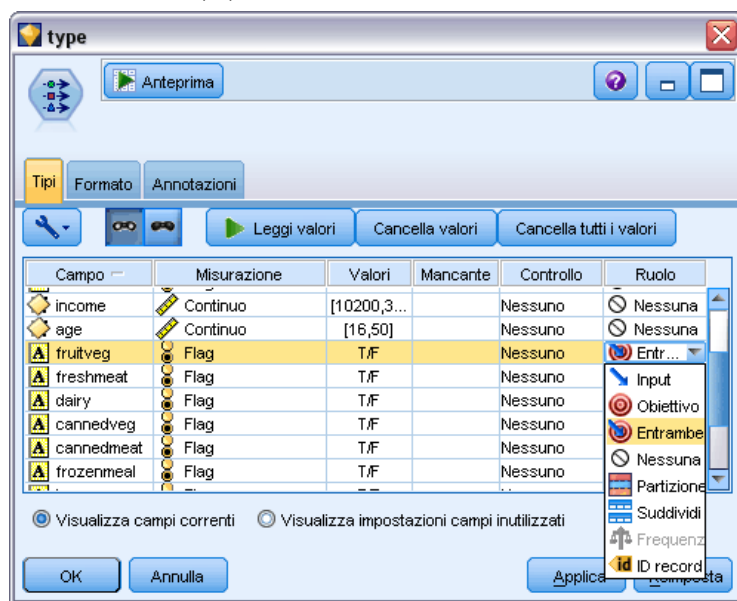 type
Anteprima
Tipi Formato Annotazioni
Leggi valori Cancella valori Cancella tutti i valori
Campo Misurazione Valori Mancante Controllo Ruolo
income Continuo [10200,3... Nessuno Nessuna
age Continuo [16,50] Nessuno Nessuna
A fruitveg Flag T/F Nessuno Entr...
A freshmeat Flag T/F Nessuno
A dairy Flag T/F Nessuno
A cannedveg Flag T/F Nessuno
A cannedmeat Flag T/F Nessuno
A frozenmeal Flag T/F Nessuno
Input
Obiettivo
Entrambe
Nessuna
Partizione
Suddividi
Frequenz
id ID record
Visualizza campi correnti Visualizza impostazioni campi inutilizzati
OK Annulla Applica